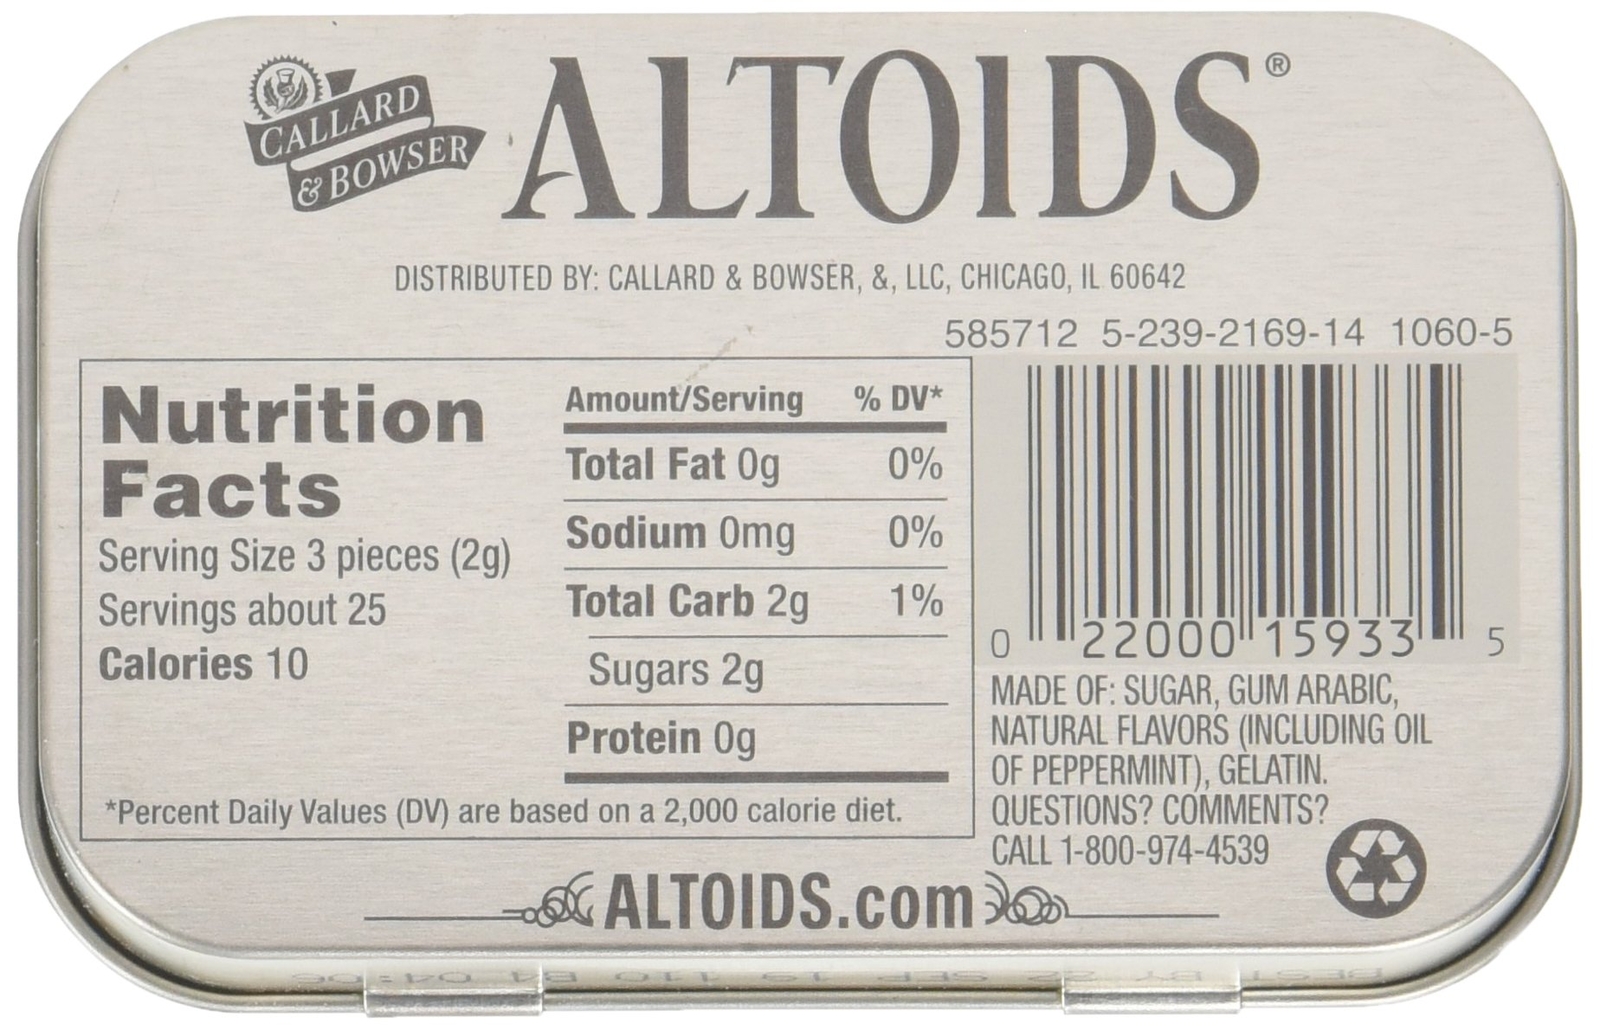 CALLARD
& BOWSER
ALTOIDS®
DISTRIBUTED BY: CALLARD & BOWSER, &, LLC, CHICAGO, IL 60642
585712 5-239-2169-14 1060-5
Nutrition
Facts
Serving Size 3 pieces (2g)
Servings about 25
Calories 10
Amount/Serving % DV*
Total Fat 0g 0%
Sodium 0mg 0%
Total Carb 2g 1%
Sugars 2g
Protein 0g
*Percent Daily Values (DV) are based on a 2,000 calorie diet.
0 22000 15933 5
MADE OF: SUGAR, GUM ARABIC,
NATURAL FLAVORS (INCLUDING OIL
OF PEPPERMINT), GELATIN.
QUESTIONS? COMMENTS?
CALL 1-800-974-4539
ALTOIDS.com